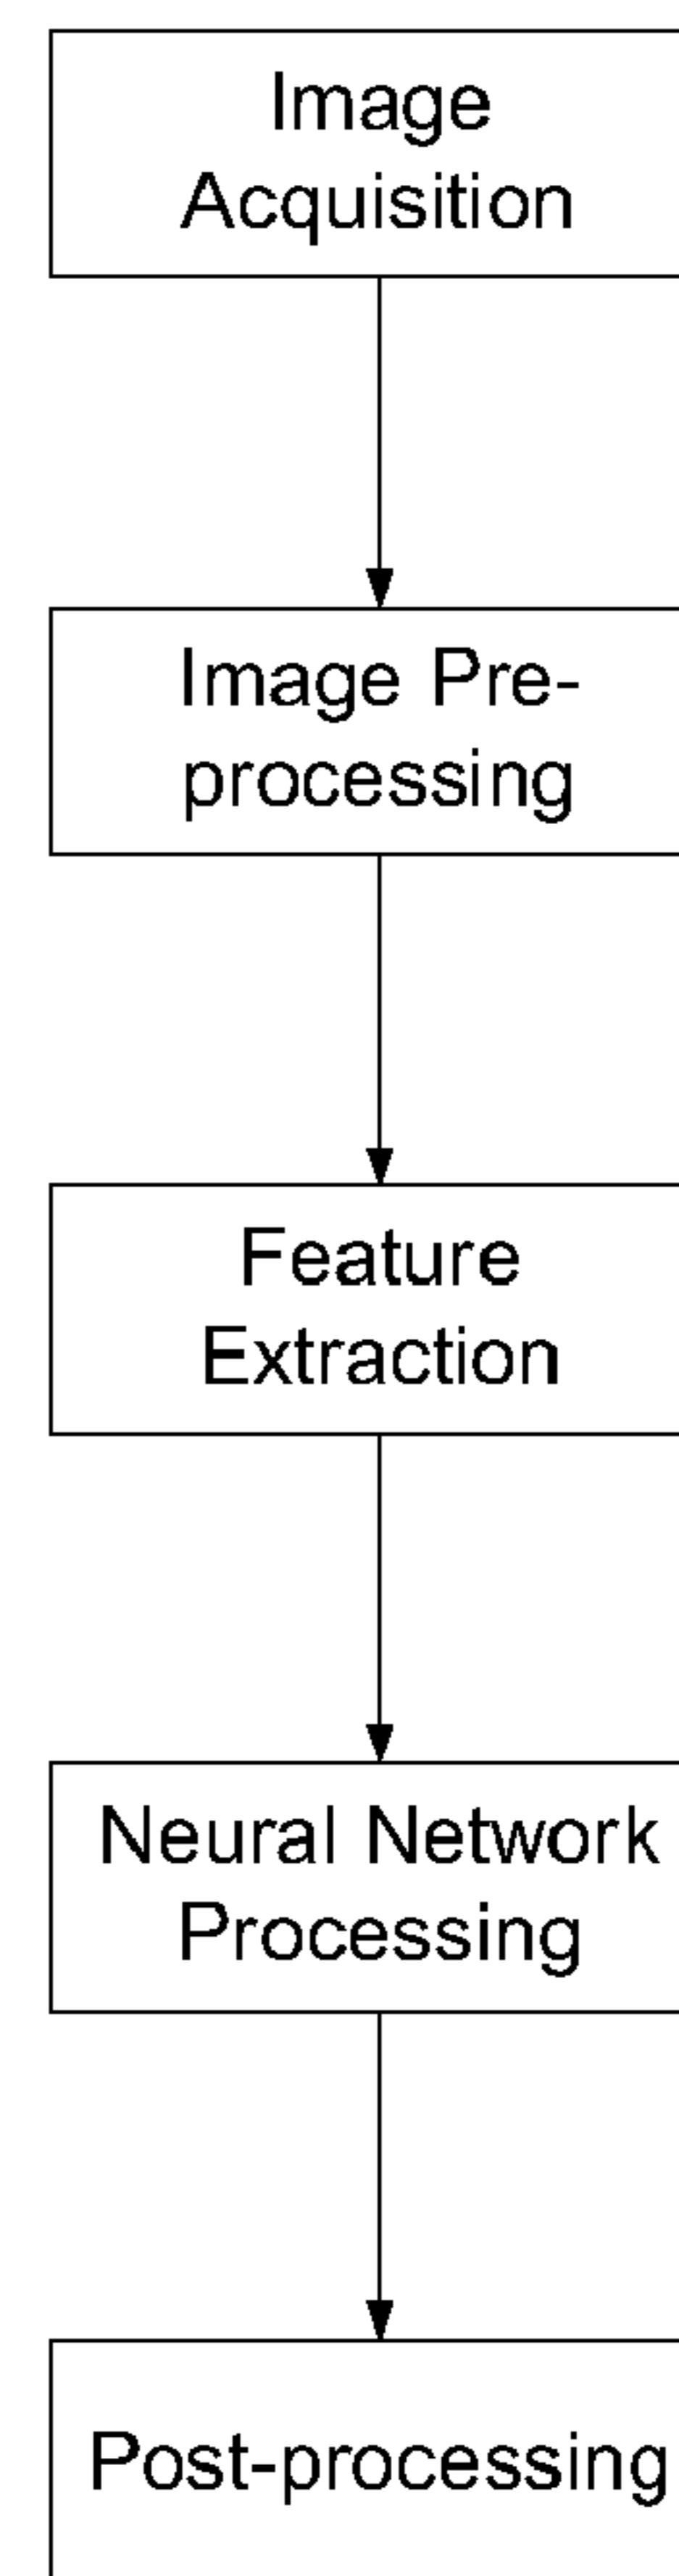 Image
Acquisition
Image Pre-
processing
Feature
Extraction
Neural Network
Processing
Post-processing